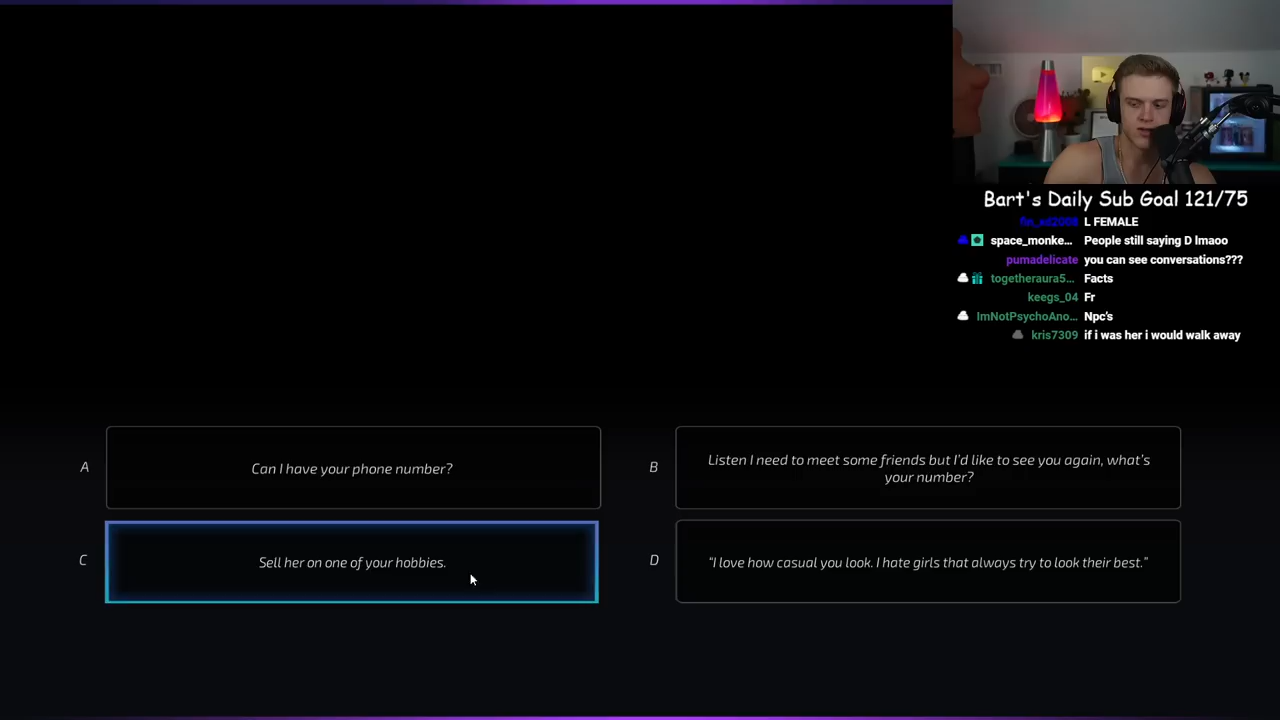 Bart's Daily Sub Goal 121/75
L FEMALE
space_monke... People still saying D lmaoo
pumadelicate you can see conversations???
togetheraura5... Facts
keegs_04 Fr
ImNotPsychoAno... Npc's
kris7309 if i was her i would walk away
A
Can I have your phone number?
B
Listen I need to meet some friends but I'd like to see you again, what's
your number?
C
Sell her on one of your hobbies.
D
"I love how casual you look. I hate girls that always try to look their best."